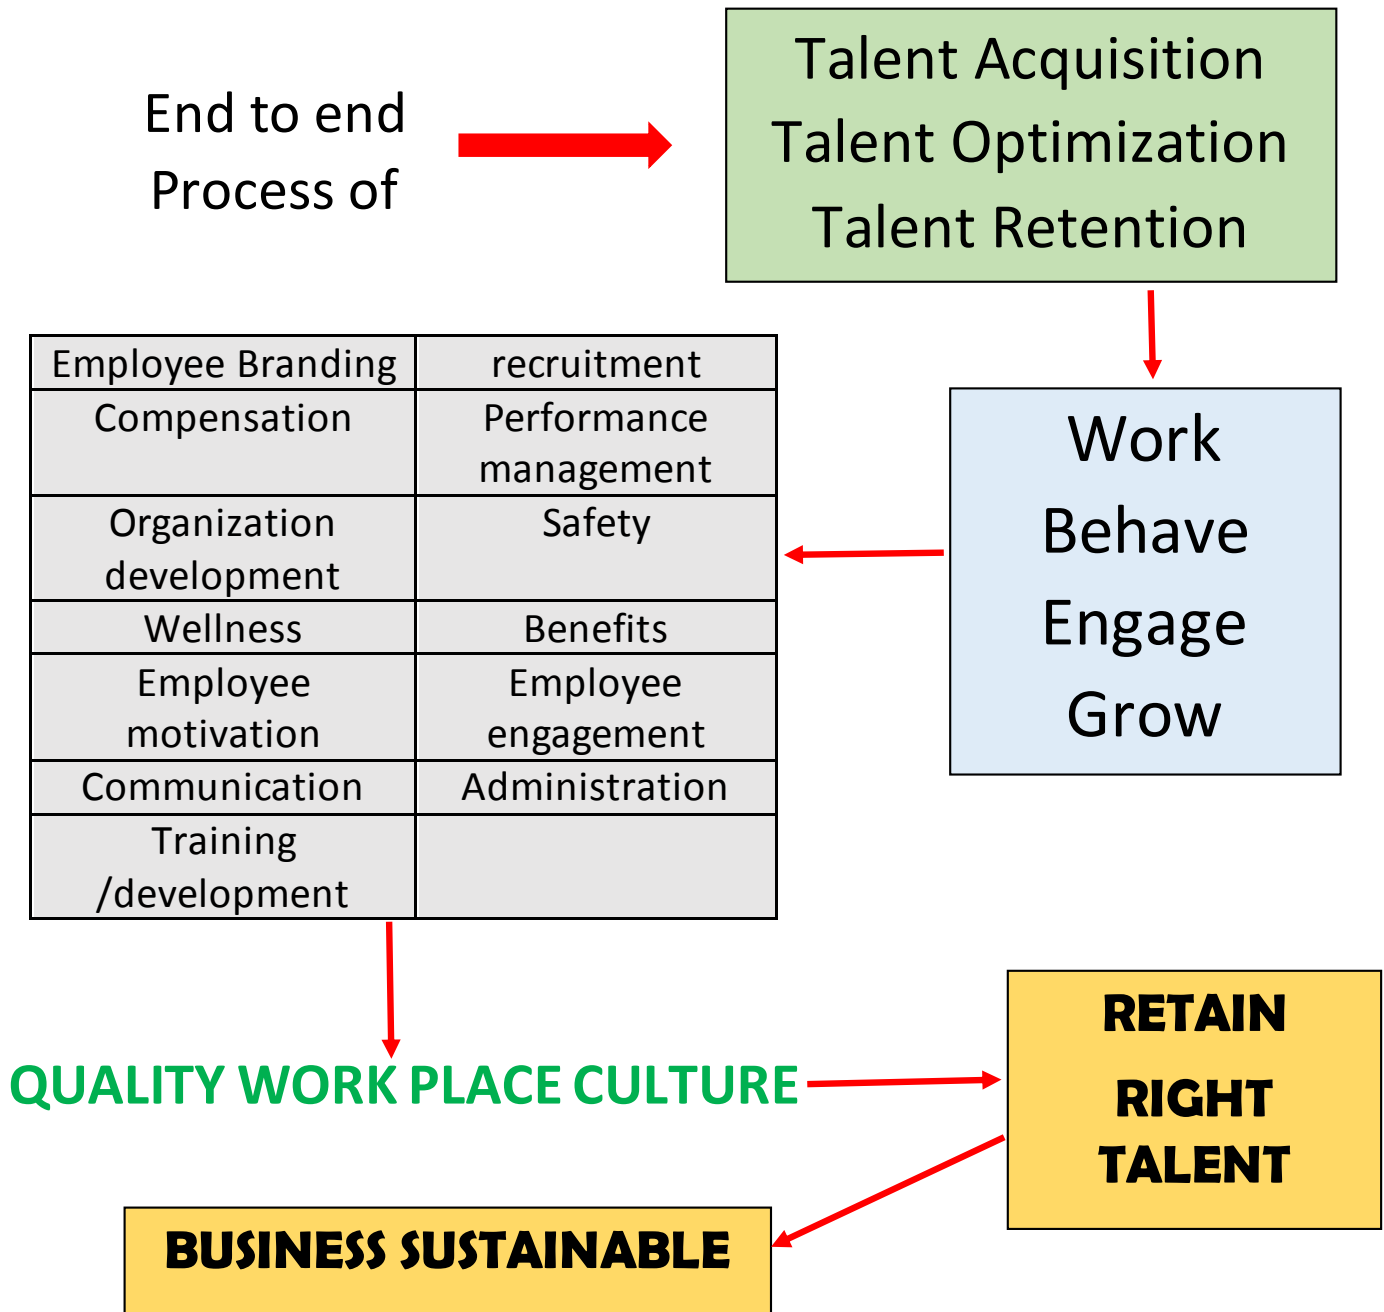 End to end
Process of
Talent Acquisition
Talent Optimization
Talent Retention
Work
Behave
Engage
Grow
Employee Branding
recruitment
Compensation
Performance
management
Organization
development
Safety
Wellness
Benefits
Employee
motivation
Employee
engagement
Communication
Administration
Training
/development
QUALITY WORK PLACE CULTURE
RETAIN
RIGHT
TALENT
BUSINESS SUSTAINABLE